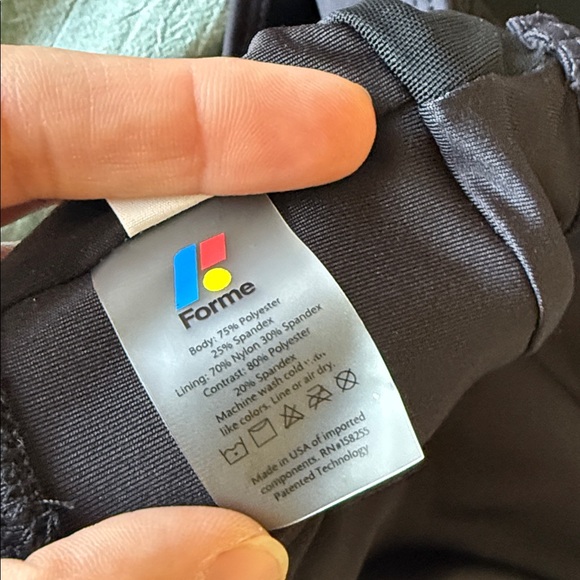 Forme
Body: 75% Polyester
25% Spandex
Lining: 70% Nylon 30% Spandex
Contrast: 80% Polyester
20% Spandex
Machine wash cold
like colors. Line or air dry.
Made in USA of imported
components. RN#158255
Patented Technology